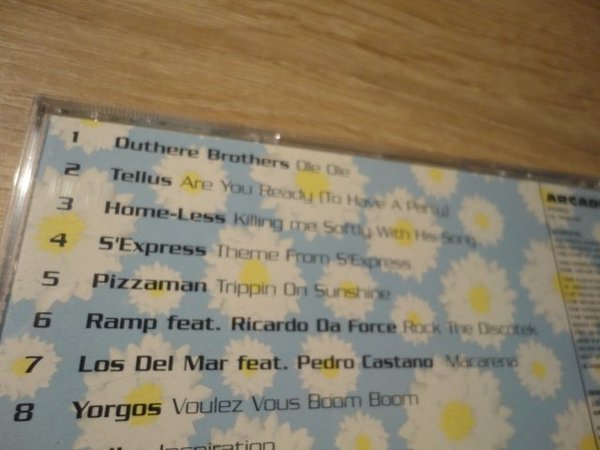 1 Outhere Brothers Ole Ole
2 Tellus Are You Ready (To Have A Party)
3 Home-Less Killing me Softly With His Song
4 S'Express Theme From S'Express
5 Pizzaman Trippin On Sunshine
6 Ramp feat. Ricardo Da Force Rock The Discotek
7 Los Del Mar feat. Pedro Castano Macarena
8 Yorgos Voulez Vous Boom Boom
Inspiration
ARCAD